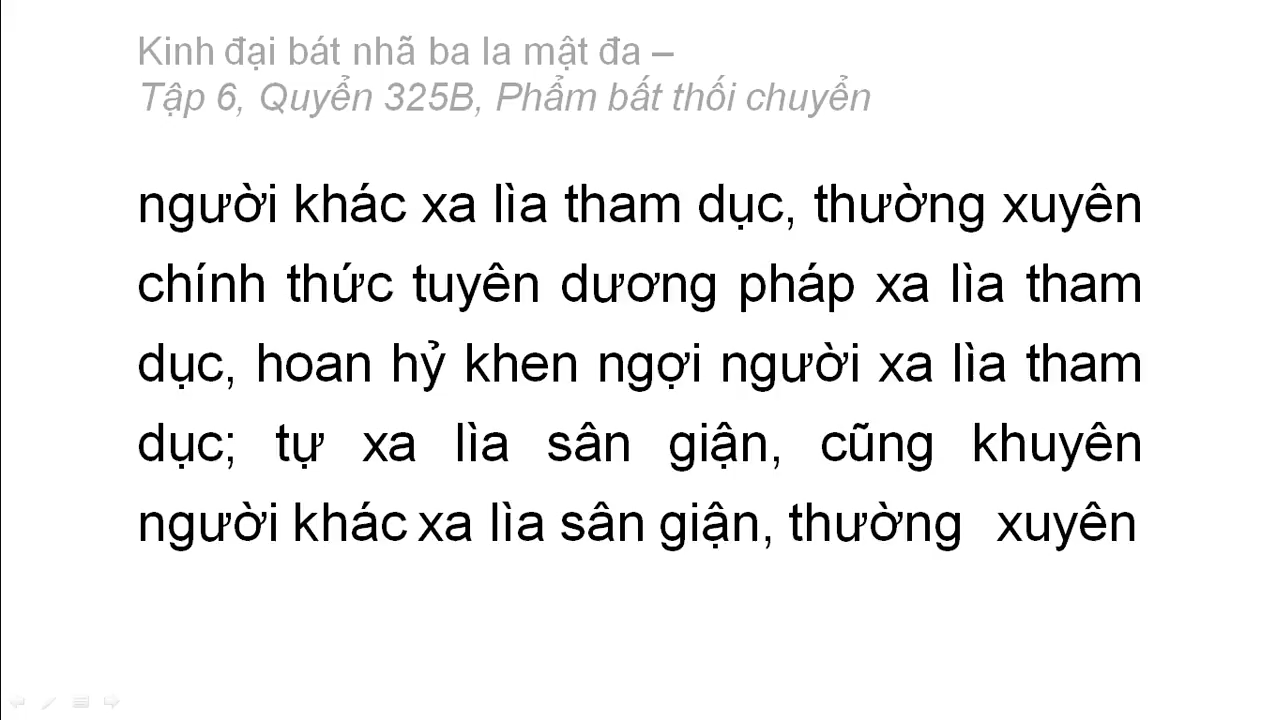 Kinh đại bát nhã ba la mật đa –
Tập 6, Quyển 325B, Phẩm bất thối chuyển
người khác xa lìa tham dục, thường xuyên
chính thức tuyên dương pháp xa lìa tham
dục, hoan hỷ khen ngợi người xa lìa tham
dục; tự xa lìa sân giận, cũng khuyên
người khác xa lìa sân giận, thường xuyên